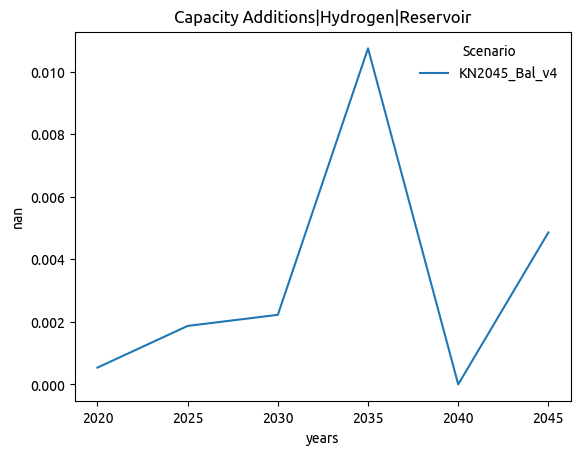 Capacity Additions|Hydrogen|Reservoir
Scenario
KN2045_Bal_v4
0.010
0.008
0.006
0.004
0.002
0.000
nan
2020 2025 2030 2035 2040 2045
years